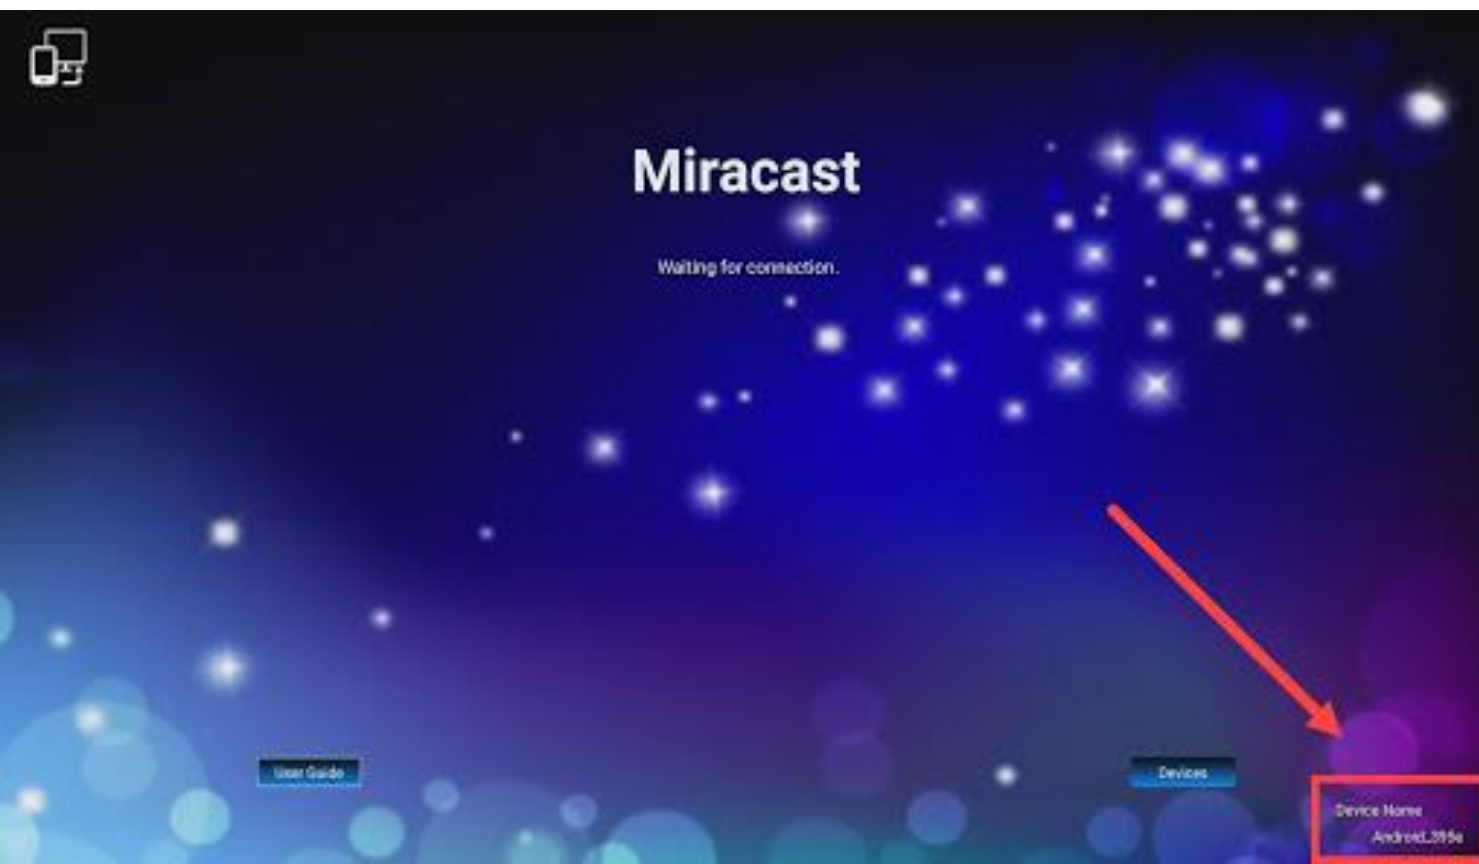 Miracast
Waiting for connection.
User Guide
Devices
Device Name